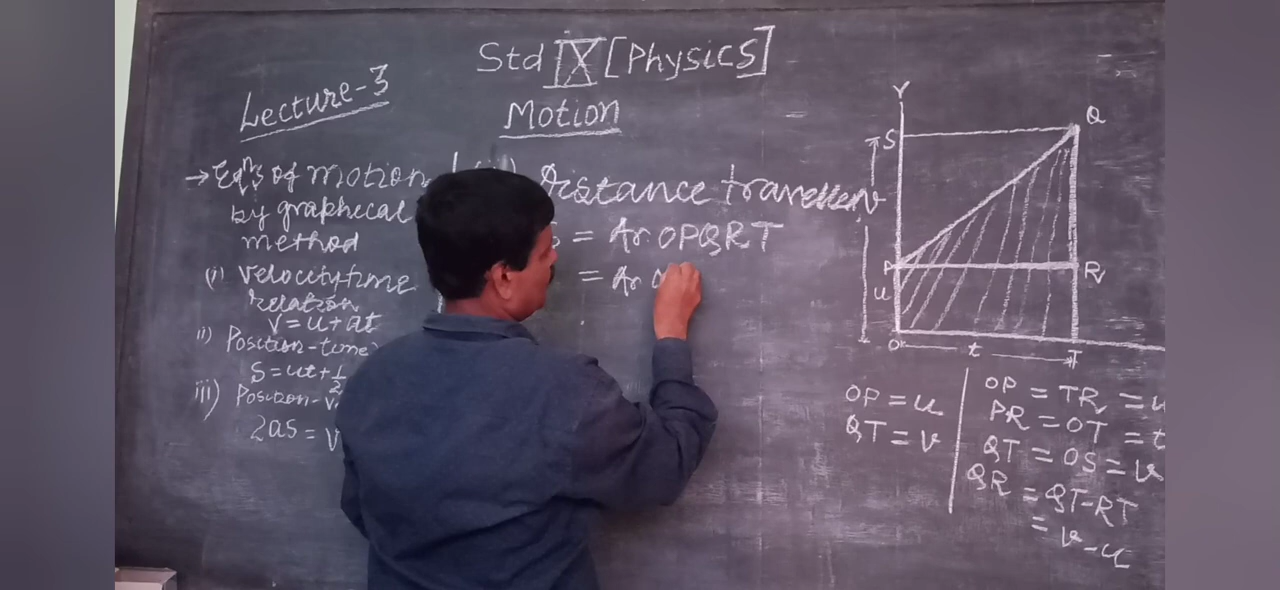 Std IX [Physics]
Lecture-3
Motion
→ Eqⁿs of motion
by graphecal
method
(i) Velocity time
relation
V = u + at
ii) Position-time
S = ut + 1/2
iii) Position-
2as = V
Distance travelled
S = Ar OPQRT
= Ar O
Y
S
Q
v
P
R
u
O
t
T
OP = u
QT = v
OP = TR = u
PR = OT = t
QT = OS = v
QR = QT-RT
= v-u